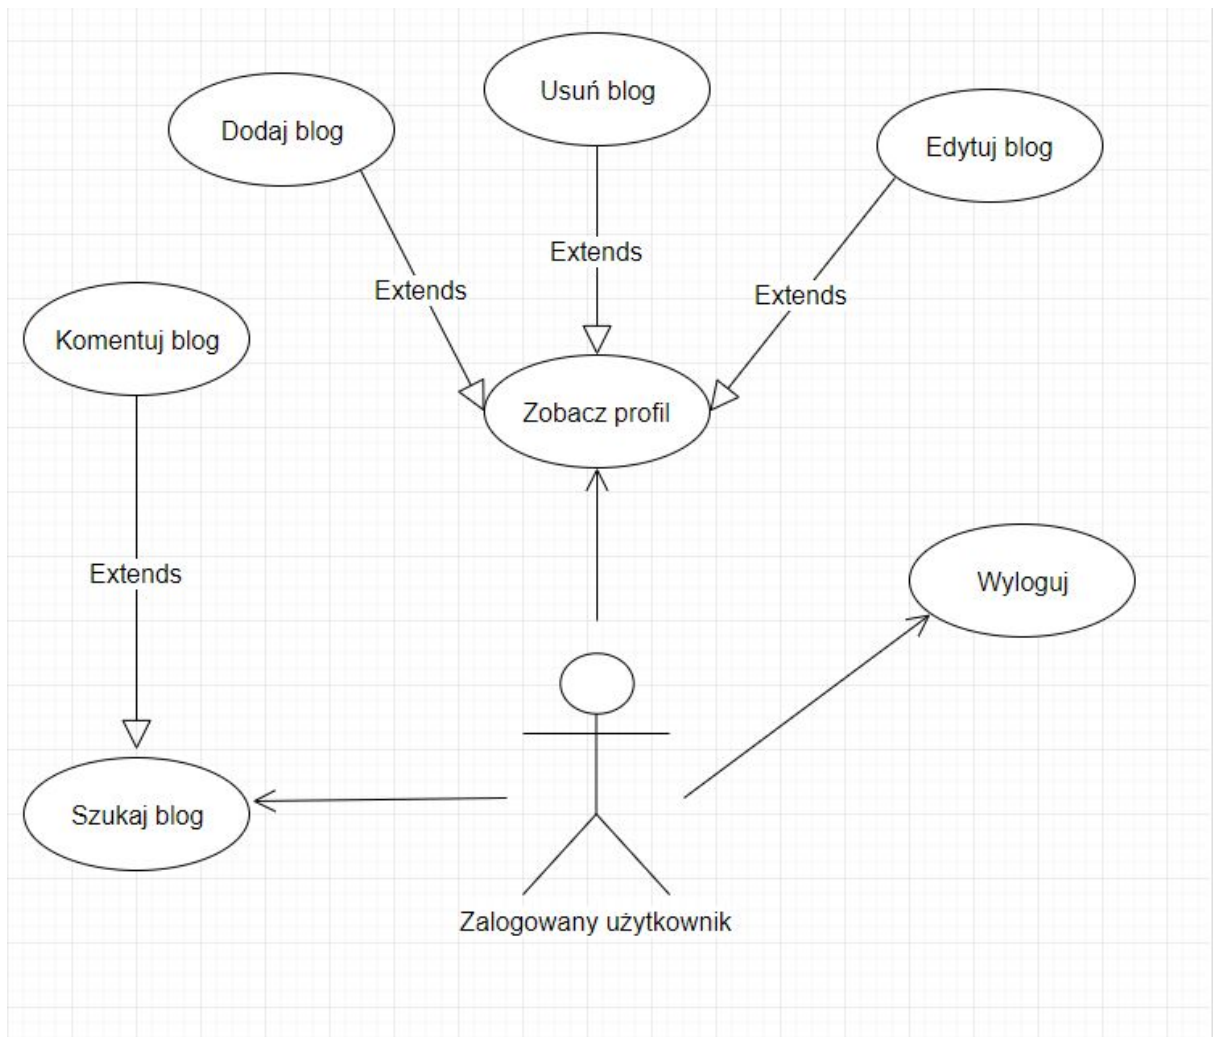 Usuń blog
Dodaj blog
Edytuj blog
Extends
Extends
Extends
Komentuj blog
Zobacz profil
Extends
Wyloguj
Szukaj blog
Zalogowany użytkownik